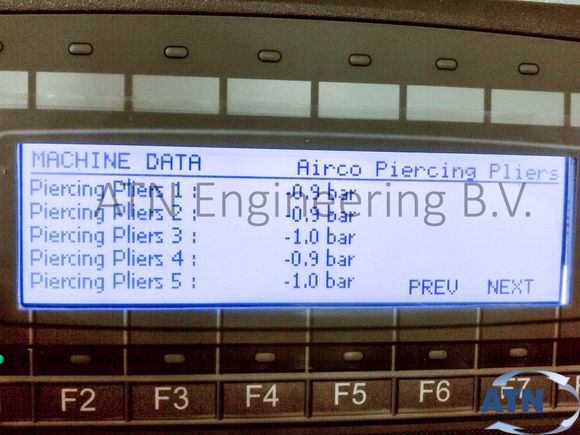 MACHINE DATA Airco Piercing Pliers
Piercing Pliers 1 : -0.9 bar
ATN Engineering B.V.
Piercing Pliers 2 : -0.9 bar
Piercing Pliers 3 : -1.0 bar
Piercing Pliers 4 : -0.9 bar
Piercing Pliers 5 : -1.0 bar
PREV NEXT
F2 F3 F4 F5 F6 F7
ATN